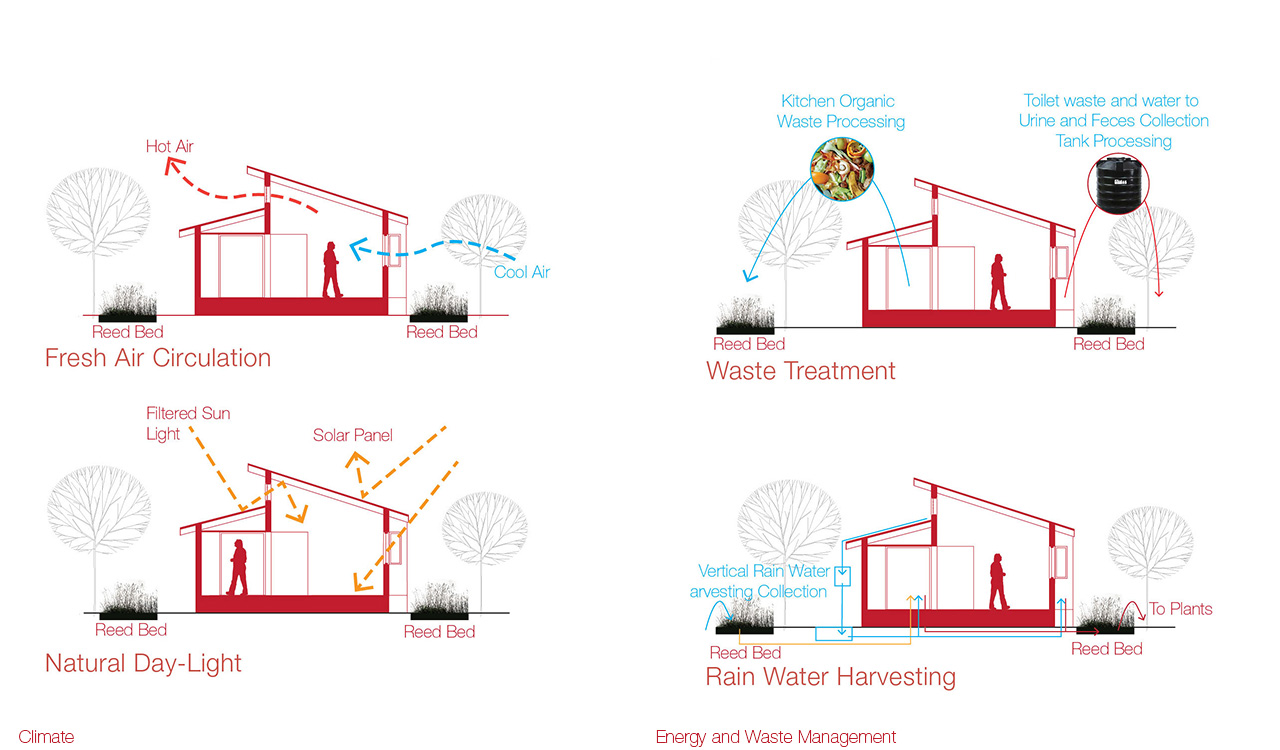 Hot Air
Cool Air
Reed Bed
Reed Bed
Fresh Air Circulation
Kitchen Organic
Waste Processing
Toilet waste and water to
Urine and Feces Collection
Tank Processing
Reed Bed
Reed Bed
Waste Treatment
Filtered Sun
Light
Solar Panel
Reed Bed
Reed Bed
Natural Day-Light
Vertical Rain Water
arvesting Collection
To Plants
Reed Bed
Reed Bed
Rain Water Harvesting
Climate
Energy and Waste Management